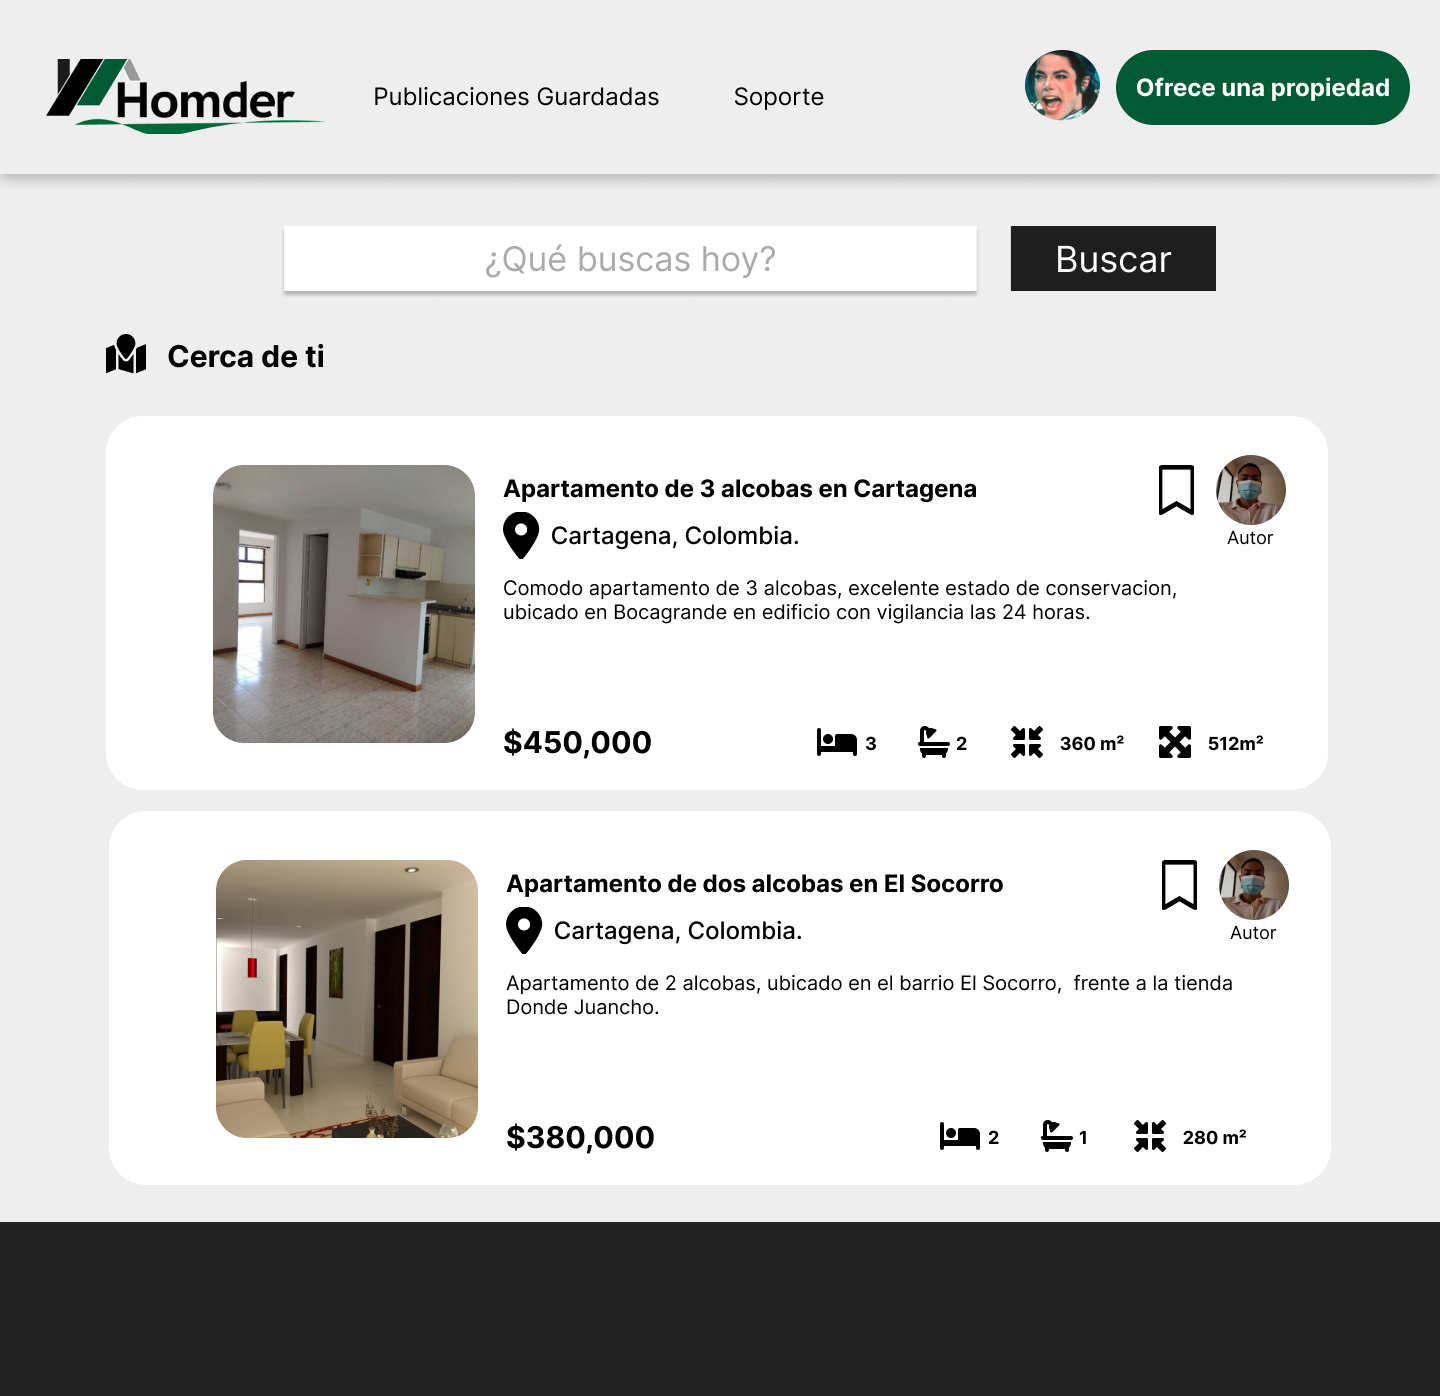 Homder
Publicaciones Guardadas
Soporte
Ofrece una propiedad
¿Qué buscas hoy?
Buscar
Cerca de ti
Apartamento de 3 alcobas en Cartagena
Cartagena, Colombia.
Autor
Comodo apartamento de 3 alcobas, excelente estado de conservacion,
ubicado en Bocagrande en edificio con vigilancia las 24 horas.
$450,000
3
2
360 m²
512m²
Apartamento de dos alcobas en El Socorro
Cartagena, Colombia.
Autor
Apartamento de 2 alcobas, ubicado en el barrio El Socorro,  frente a la tienda
Donde Juancho.
$380,000
2
1
280 m²